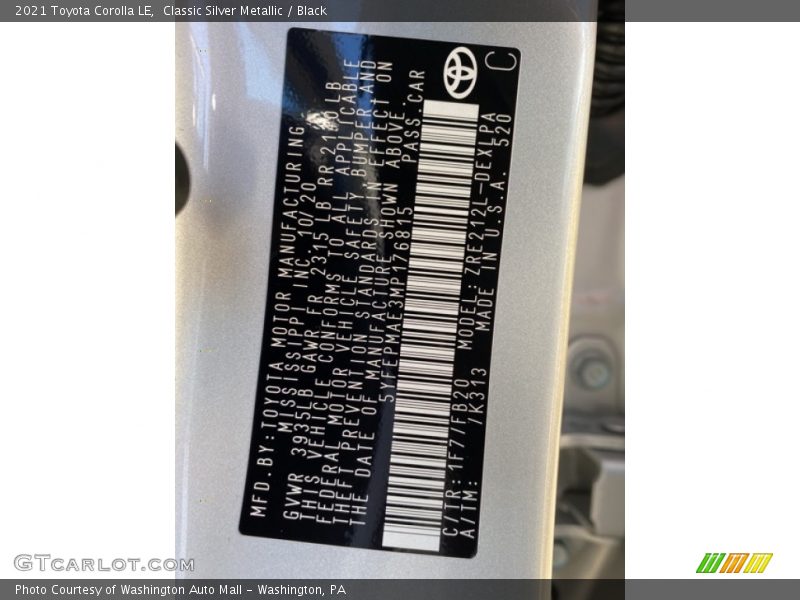 2021 Toyota Corolla LE, Classic Silver Metallic / Black
MFD.BY:TOYOTA MOTOR MANUFACTURING
MISSISSIPPI INC. 10/20
GVWR 3935LB GAWR FR 2315 LB RR 2180 LB
THIS VEHICLE CONFORMS TO ALL APPLICABLE
FEDERAL MOTOR VEHICLE SAFETY, BUMPER AND
THEFT PREVENTION STANDARDS IN EFFECT ON
THE DATE OF MANUFACTURE SHOWN ABOVE.
5YFEPMAE3MP176815 PASS.CAR
C/TR:1F7/FB20 MODEL:ZRE212L-DEXLPA
A/TM: /K313 MADE IN U.S.A. 520
C
GTcarlot.com
Photo Courtesy of Washington Auto Mall - Washington, PA